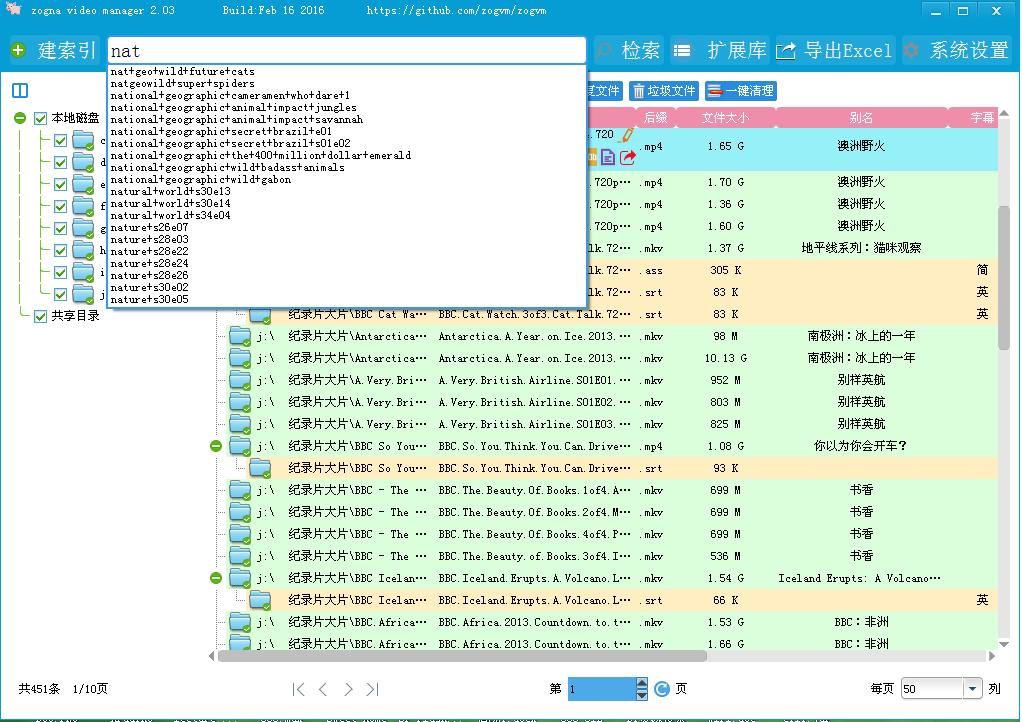 zogna video manager 2.03 Build:Feb 16 2016 https://github.com/zogvm/zogvm
建索引 nat 检索 扩展库 导出Excel 系统设置
nat+geo+wild+future+cats
natgeowild+super+spiders
national+geographic+cameramen+who+dare+1
national+geographic+animal+impact+jungles
national+geographic+animal+impact+savannah
national+geographic+secret+brazil+e01
national+geographic+secret+brazil+s01e02
national+geographic+the+400+million+dollar+emerald
national+geographic+wild+badass+animals
national+geographic+wild+gabon
natural+world+s30e13
natural+world+s30e14
natural+world+s34e04
nature+s26e07
nature+s28e03
nature+s28e22
nature+s28e24
nature+s28e26
nature+s30e02
nature+s30e05
文件 垃圾文件 一键清理
本地磁盘
c
d
e
f
g
h
i
j
共享目录
后缀 文件大小 别名 字幕
.720 .mp4 1.65 G 澳洲野火
.720p… .mp4 1.70 G 澳洲野火
.720p… .mp4 1.36 G 澳洲野火
.720p… .mp4 1.60 G 澳洲野火
lk.72… .mkv 1.37 G 地平线系列：猫咪观察
lk.72… .ass 305 K 简
lk.72… .srt 83 K 英
纪录片大片\BBC Cat Wa… BBC.Cat.Watch.3of3.Cat.Talk.72… .srt 83 K 英
j:\ 纪录片大片\Antarctica… Antarctica.A.Year.on.Ice.2013.… .mkv 98 M 南极洲：冰上的一年
j:\ 纪录片大片\Antarctica… Antarctica.A.Year.on.Ice.2013.… .mkv 10.13 G 南极洲：冰上的一年
j:\ 纪录片大片\A.Very.Bri… A.Very.British.Airline.S01E01.… .mkv 952 M 别祥英航
j:\ 纪录片大片\A.Very.Bri… A.Very.British.Airline.S01E02.… .mkv 803 M 别祥英航
j:\ 纪录片大片\A.Very.Bri… A.Very.British.Airline.S01E03.… .mkv 825 M 别祥英航
j:\ 纪录片大片\BBC So You… BBC.So.You.Think.You.Can.Drive… .mp4 1.08 G 你以为你会开车？
纪录片大片\BBC So You… BBC.So.You.Think.You.Can.Drive… .srt 93 K
j:\ 纪录片大片\BBC - The … BBC.The.Beauty.Of.Books.1of4.A… .mkv 699 M 书香
j:\ 纪录片大片\BBC - The … BBC.The.Beauty.Of.Books.2of4.M… .mkv 699 M 书香
j:\ 纪录片大片\BBC - The … BBC.The.Beauty.Of.Books.4of4.P… .mkv 699 M 书香
j:\ 纪录片大片\BBC - The … BBC.The.Beauty.of.Books.3of4.I… .mkv 536 M 书香
j:\ 纪录片大片\BBC Icelan… BBC.Iceland.Erupts.A.Volcano.L… .mkv 1.54 G Iceland Erupts: A Volcano…
纪录片大片\BBC Icelan… BBC.Iceland.Erupts.A.Volcano.L… .srt 66 K 英
j:\ 纪录片大片\BBC.Africa… BBC.Africa.2013.Countdown.to.t… .mkv 1.53 G BBC：非洲
j:\ 纪录片大片\BBC.Africa… BBC.Africa.2013.Countdown.to.t… .mkv 1.66 G BBC：非洲
共451条 1/10页 第 1 页 每页 50 列